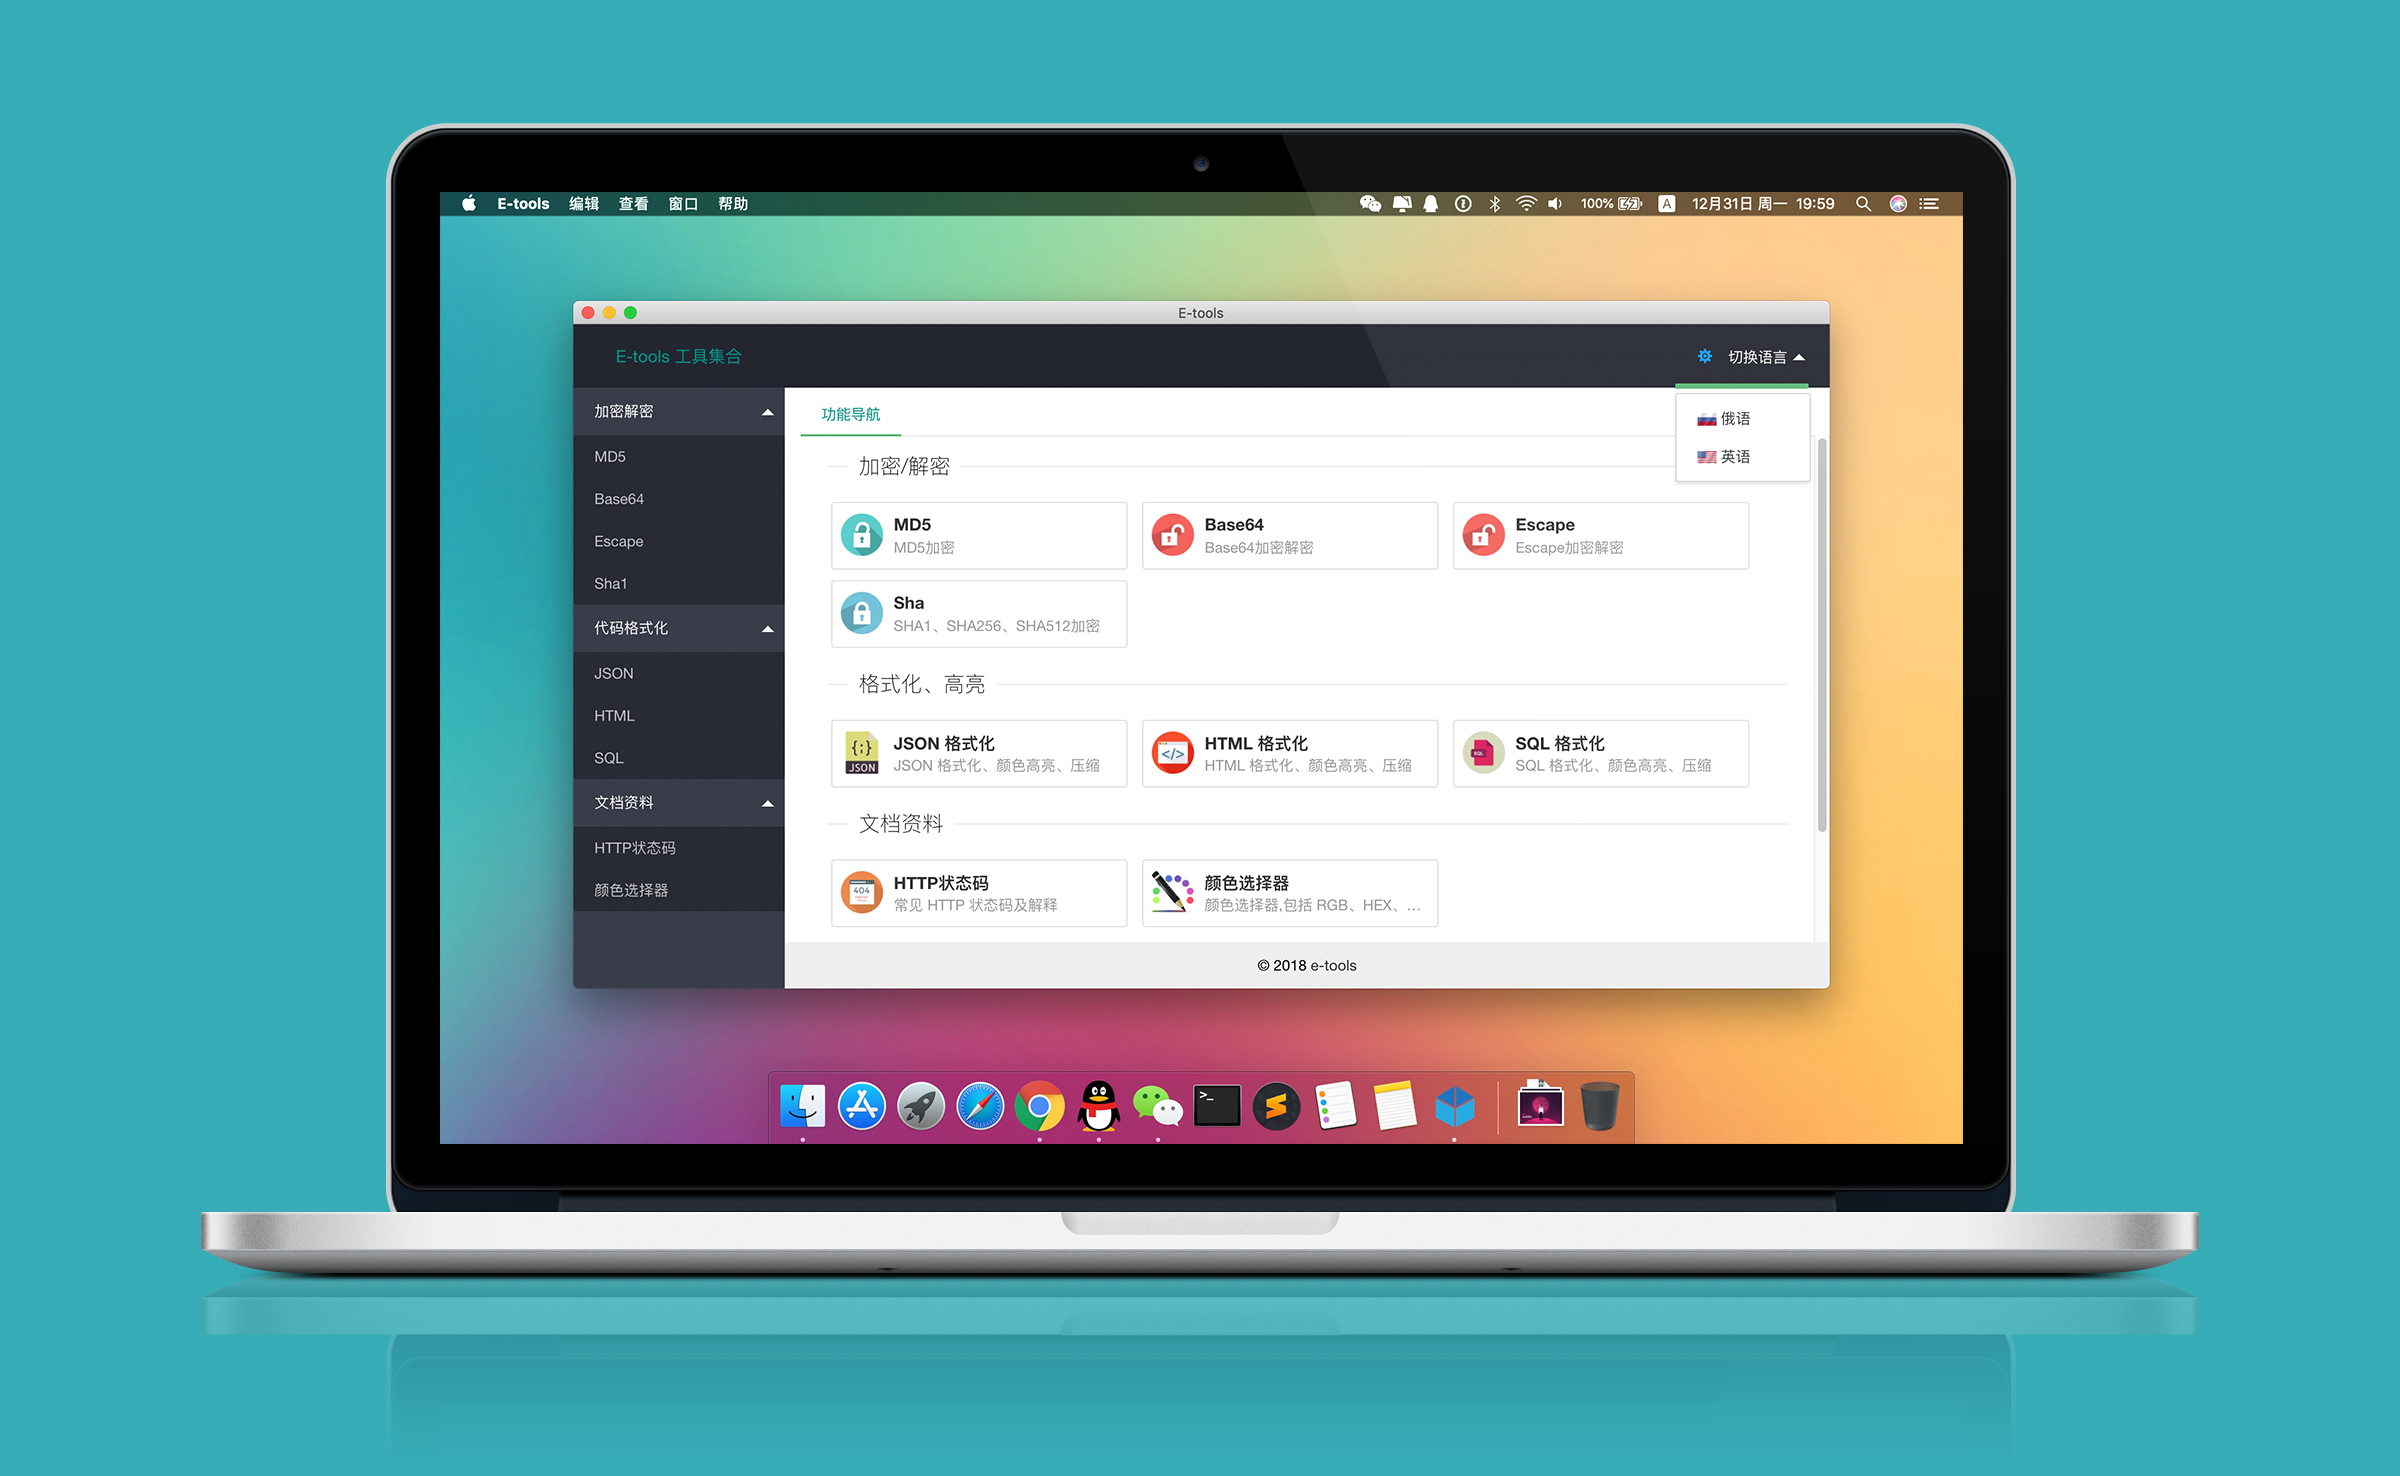 E-tools 编辑 查看 窗口 帮助
100% A 12月31日 周一 19:59
E-tools
E-tools 工具集合
切换语言
俄语
英语
加密解密
MD5
Base64
Escape
Sha1
代码格式化
JSON
HTML
SQL
文档资料
HTTP状态码
颜色选择器
功能导航
加密/解密
MD5
MD5加密
Base64
Base64加密解密
Escape
Escape加密解密
Sha
SHA1、SHA256、SHA512加密
格式化、高亮
{;}
JSON
JSON 格式化
JSON 格式化、颜色高亮、压缩
</>
HTML 格式化
HTML 格式化、颜色高亮、压缩
SQL
SQL 格式化
SQL 格式化、颜色高亮、压缩
文档资料
404
HTTP状态码
常见 HTTP 状态码及解释
颜色选择器
颜色选择器,包括 RGB、HEX、...
© 2018 e-tools
>_